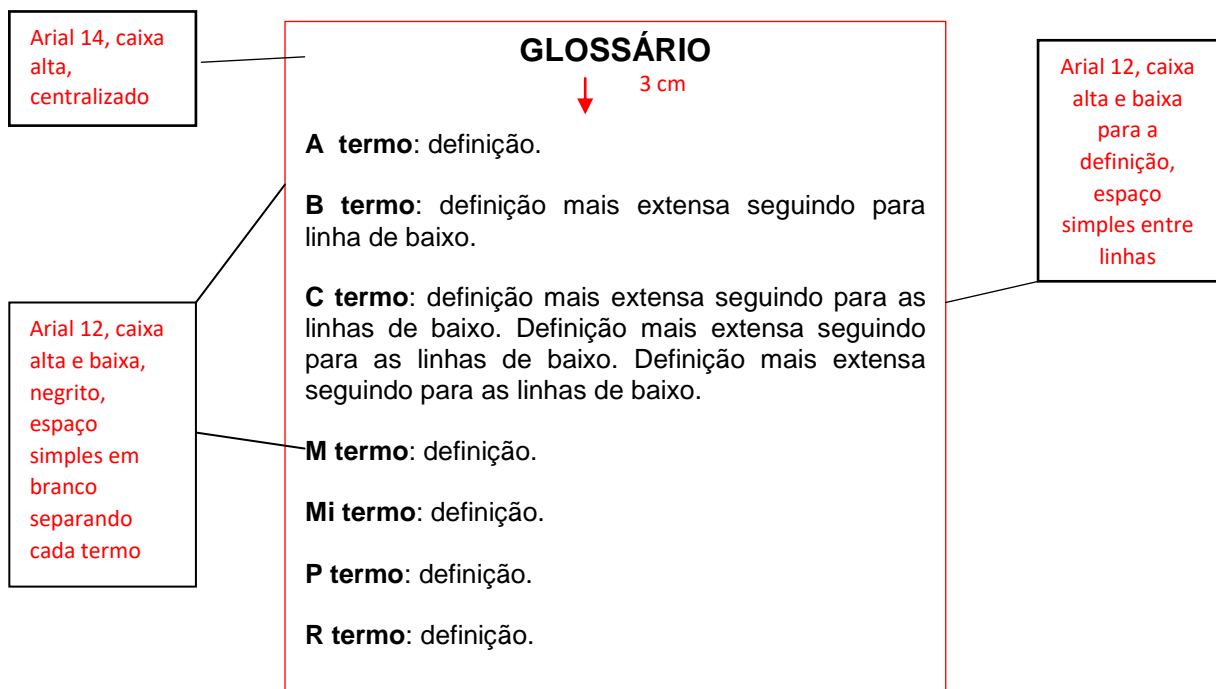 Arial 14, caixa
alta,
centralizado
GLOSSÁRIO
3 cm
A termo: definição.
B termo: definição mais extensa seguindo para
linha de baixo.
C termo: definição mais extensa seguindo para as
linhas de baixo. Definição mais extensa seguindo
para as linhas de baixo. Definição mais extensa
seguindo para as linhas de baixo.
M termo: definição.
Mi termo: definição.
P termo: definição.
R termo: definição.
Arial 12, caixa
alta e baixa,
negrito,
espaço
simples em
branco
separando
cada termo
Arial 12, caixa
alta e baixa
para a
definição,
espaço
simples entre
linhas